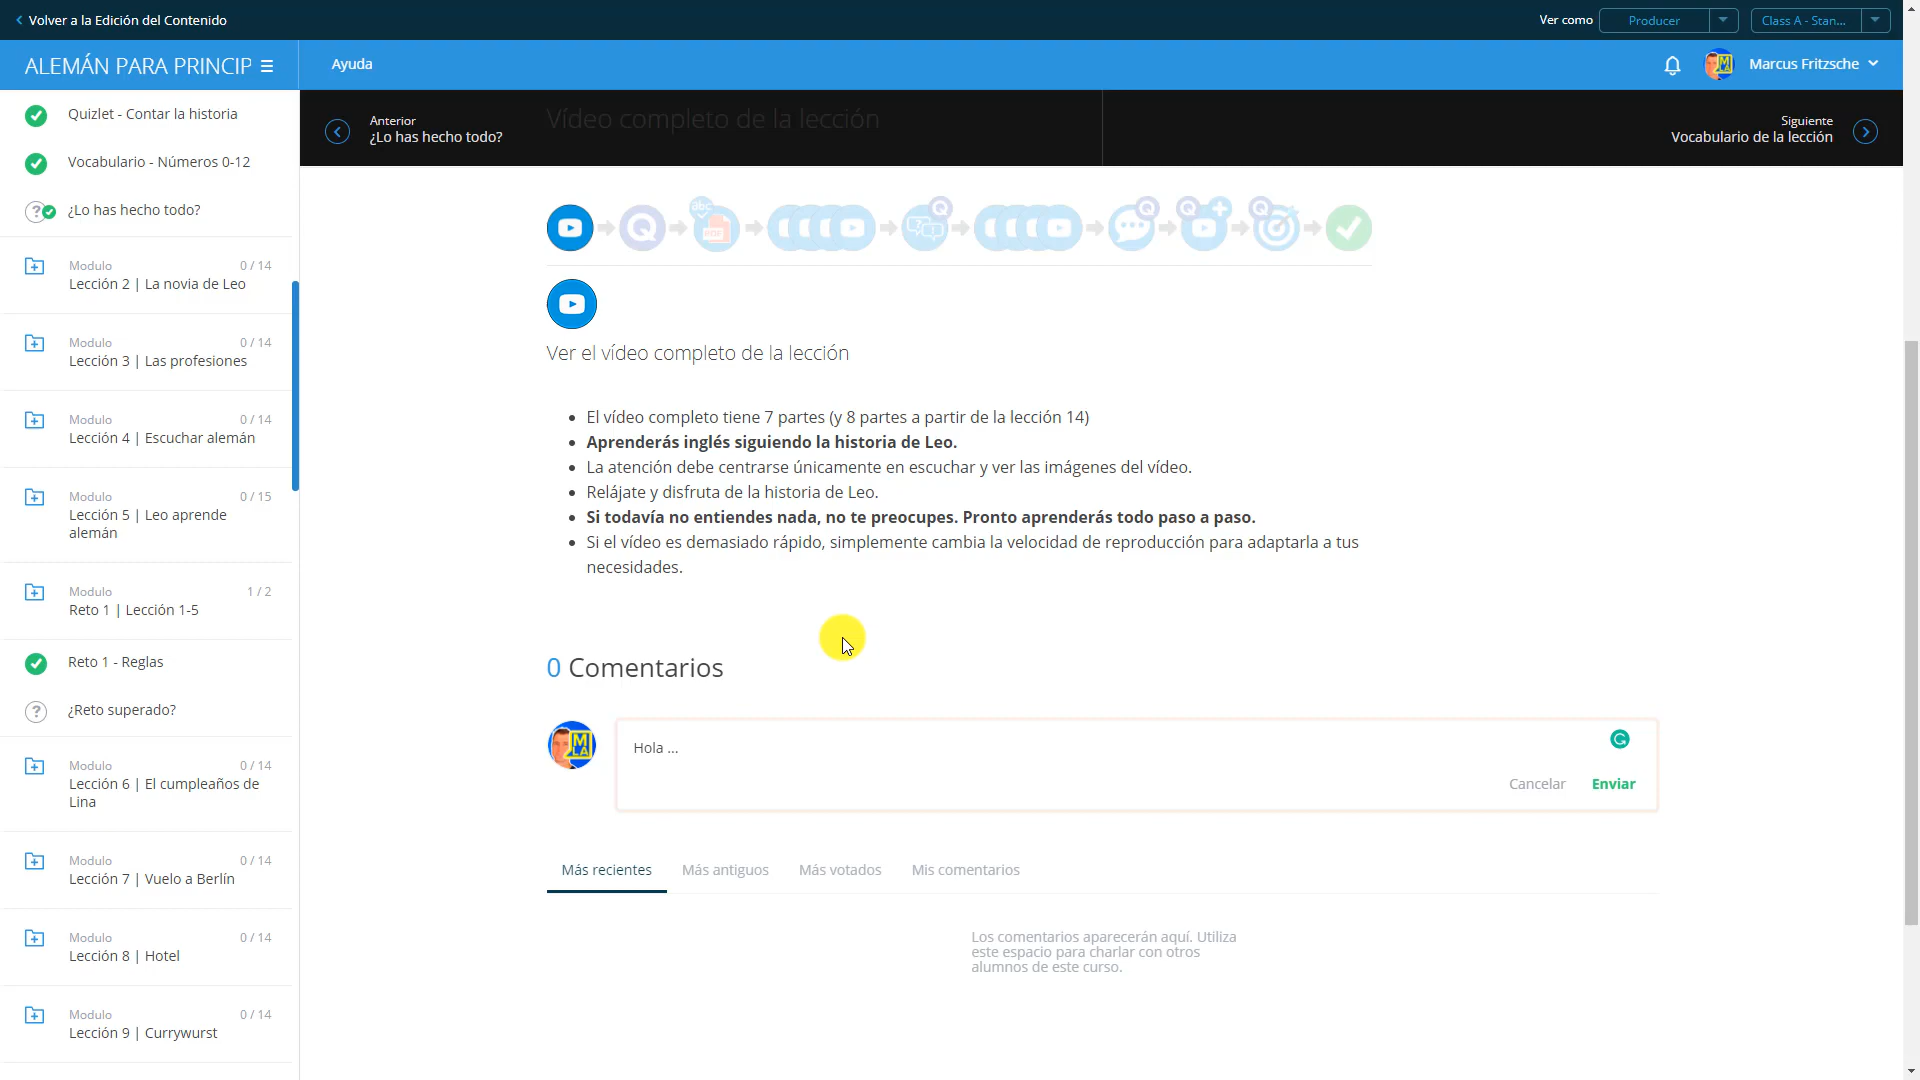 Volver a la Edición del Contenido
Ver como
Producer
Class A - Stan...
ALEMÁN PARA PRINCIP
Ayuda
Marcus Fritzsche
Quizlet - Contar la historia
Vocabulario - Números 0-12
¿Lo has hecho todo?
Modulo 0 / 14
Lección 2 | La novia de Leo
Modulo 0 / 14
Lección 3 | Las profesiones
Modulo 0 / 14
Lección 4 | Escuchar alemán
Modulo 0 / 15
Lección 5 | Leo aprende
alemán
Modulo 1 / 2
Reto 1 | Lección 1-5
Reto 1 - Reglas
¿Reto superado?
Modulo 0 / 14
Lección 6 | El cumpleaños de
Lina
Modulo 0 / 14
Lección 7 | Vuelo a Berlín
Modulo 0 / 14
Lección 8 | Hotel
Modulo 0 / 14
Lección 9 | Currywurst
Anterior
¿Lo has hecho todo?
Vídeo completo de la lección
Siguiente
Vocabulario de la lección
abc
PDF
Ver el vídeo completo de la lección
El vídeo completo tiene 7 partes (y 8 partes a partir de la lección 14)
Aprenderás inglés siguiendo la historia de Leo.
La atención debe centrarse únicamente en escuchar y ver las imágenes del vídeo.
Relájate y disfruta de la historia de Leo.
Si todavía no entiendes nada, no te preocupes. Pronto aprenderás todo paso a paso.
Si el vídeo es demasiado rápido, simplemente cambia la velocidad de reproducción para adaptarla a tus
necesidades.
0 Comentarios
Hola ...
Cancelar
Enviar
Más recientes
Más antiguos
Más votados
Mis comentarios
Los comentarios aparecerán aquí. Utiliza
este espacio para charlar con otros
alumnos de este curso.